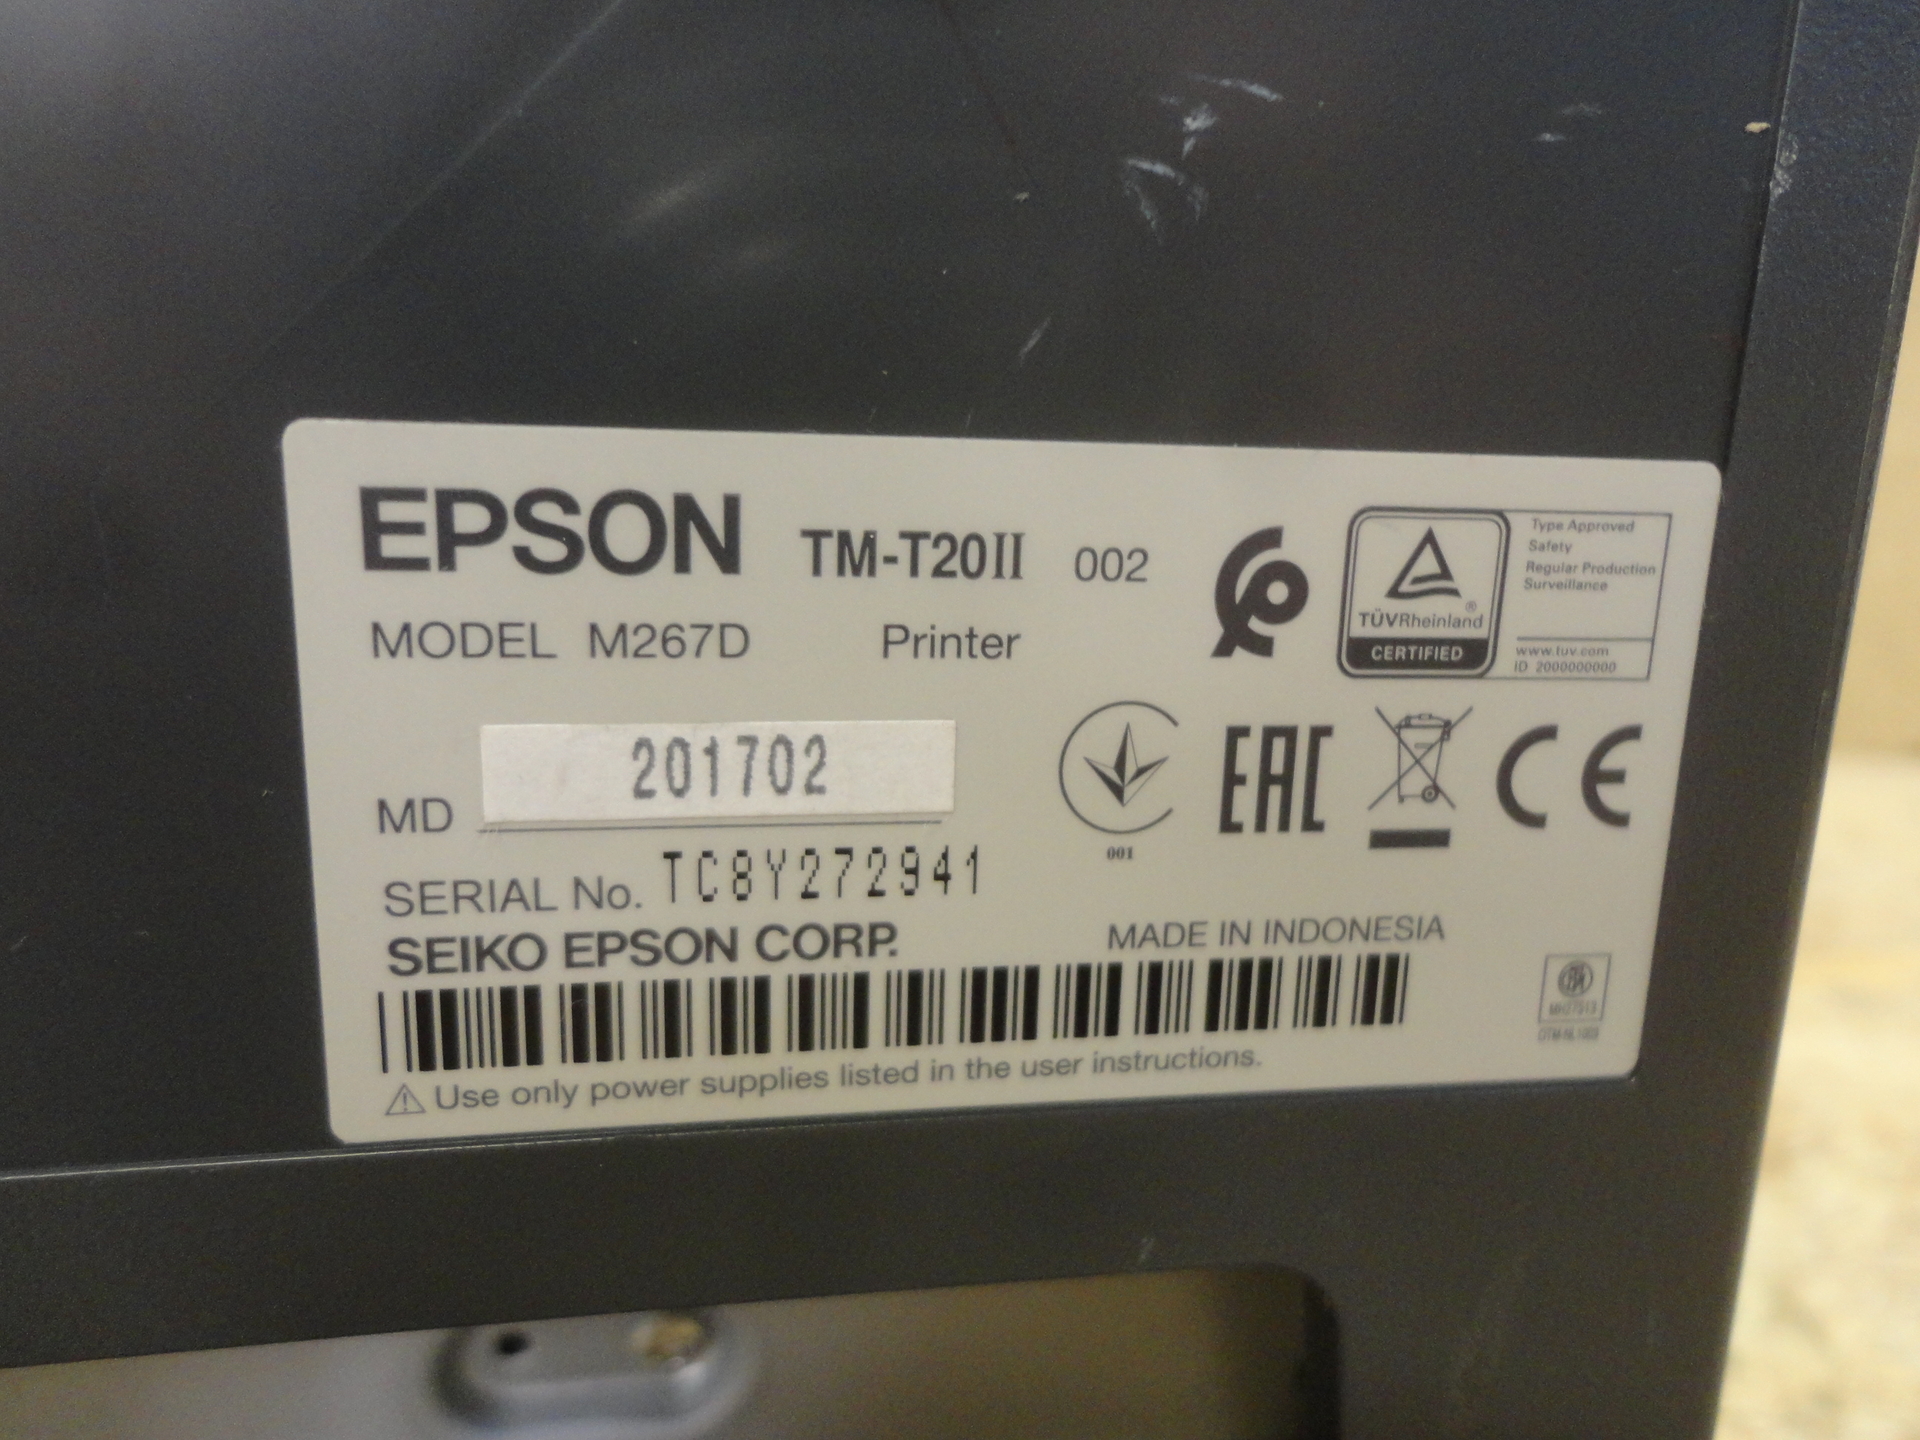 EPSON TM-T20II 002
MODEL M267D Printer
TÜVRheinland®
CERTIFIED
Type Approved
Safety
Regular Production
Surveillance
www.tuv.com
ID 2000000000
MD 201702
001
EAC
CE
SERIAL No. TC8Y272941
SEIKO EPSON CORP.
MADE IN INDONESIA
Use only power supplies listed in the user instructions.